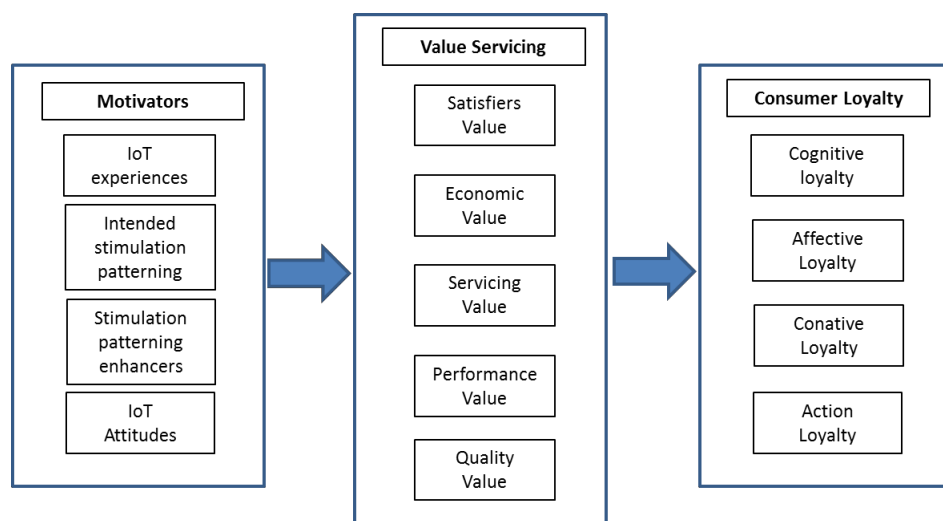 Motivators
IoT
experiences
Intended
stimulation
patterning
Stimulation
patterning
enhancers
IoT
Attitudes
Value Servicing
Satisfiers
Value
Economic
Value
Servicing
Value
Performance
Value
Quality
Value
Consumer Loyalty
Cognitive
loyalty
Affective
Loyalty
Conative
Loyalty
Action
Loyalty